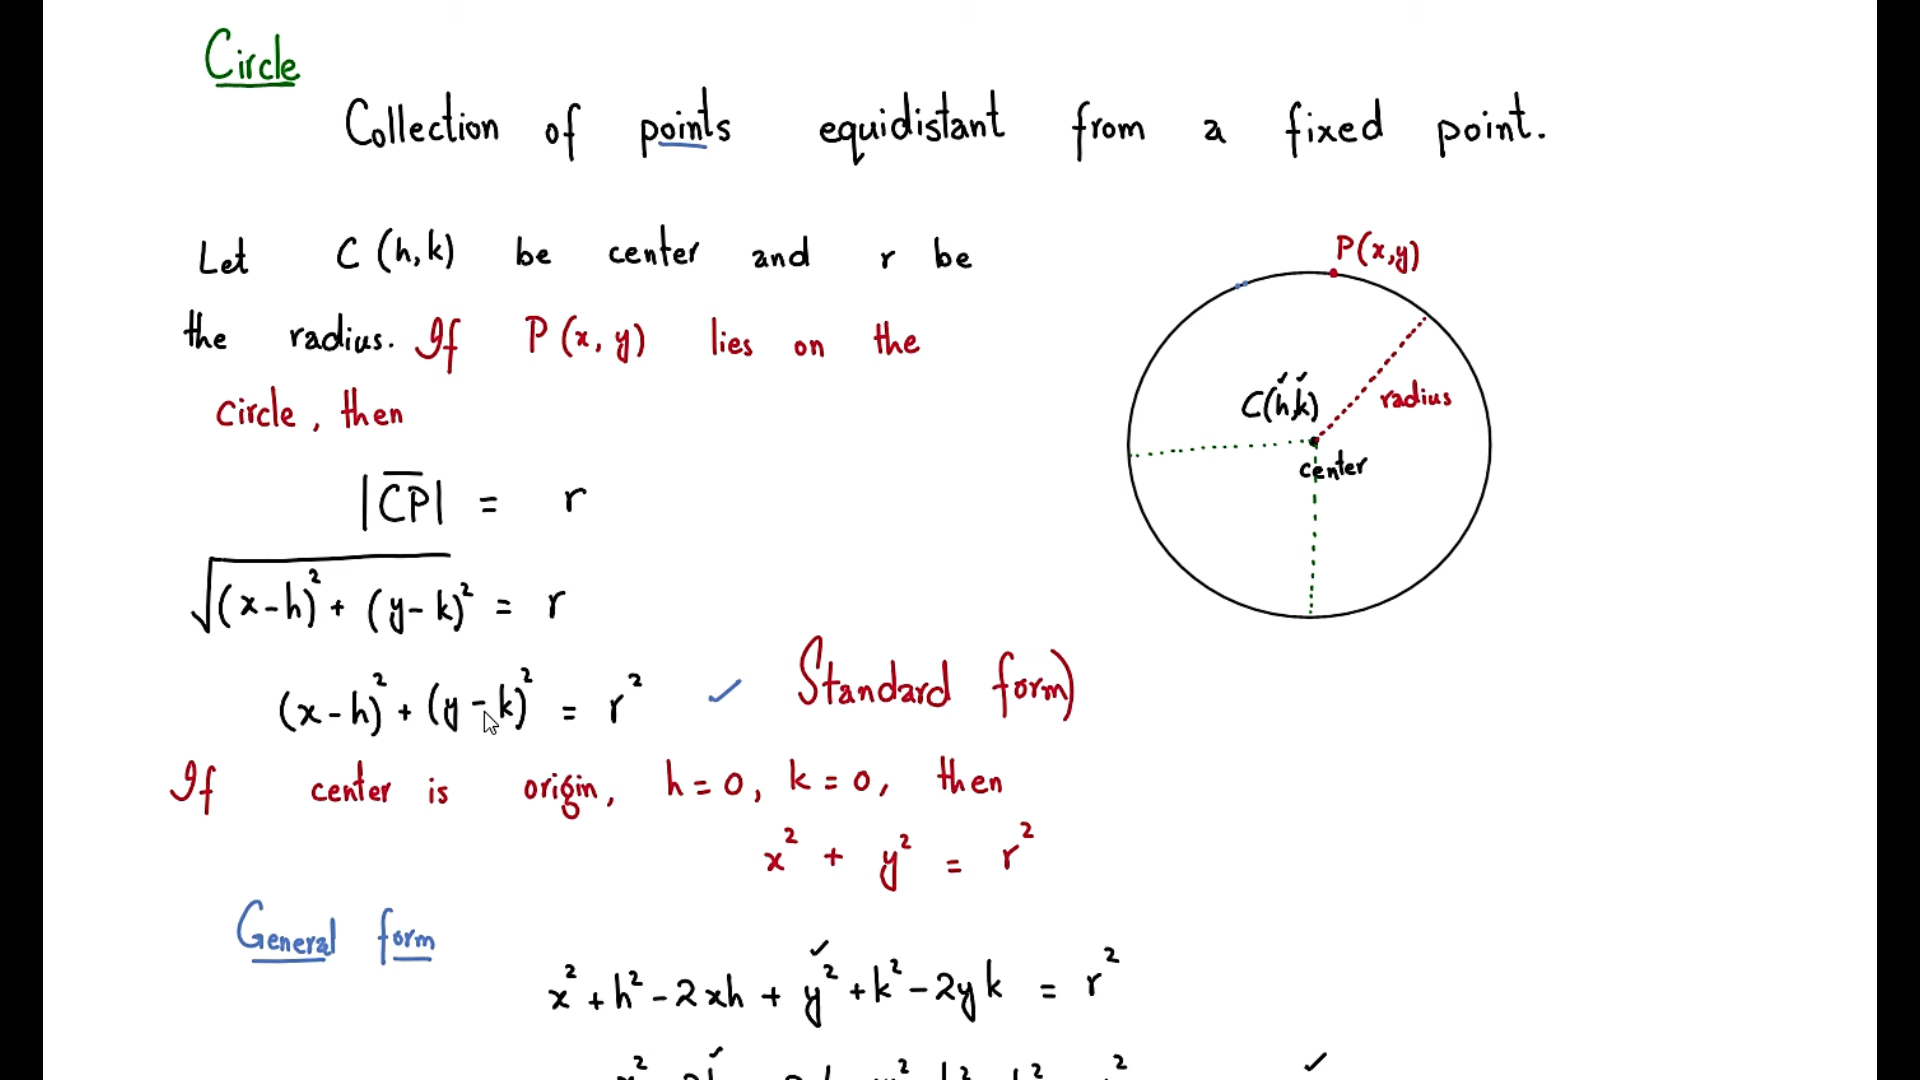 Circle
Collection of points equidistant from a fixed point.
Let C (h, k) be center and r be
the radius. If P (x, y) lies on the
circle, then
|CP̅| = r
√(x-h)² + (y-k)² = r
(x-h)² + (y-k)² = r² ✓ Standard form)
If center is origin, h=0, k=0, then
x² + y² = r²
General form
x² + h² - 2xh + y² + k² - 2yk = r²
P(x,y)
C(h,k)
radius
center